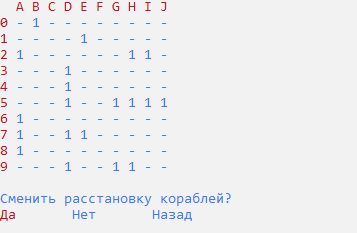 A B C D E F G H I J
0 - 1 - - - - - - - -
1 - - - - 1 - - - - -
2 1 - - - - - - 1 1 -
3 - - - 1 - - - - - -
4 - - - 1 - - - - - -
5 - - - 1 - - 1 1 1 1
6 1 - - - - - - - - -
7 1 - - 1 1 - - - - -
8 1 - - - - - - - - -
9 - - - 1 - - 1 1 - -
Сменить расстановку кораблей?
Да Нет Назад